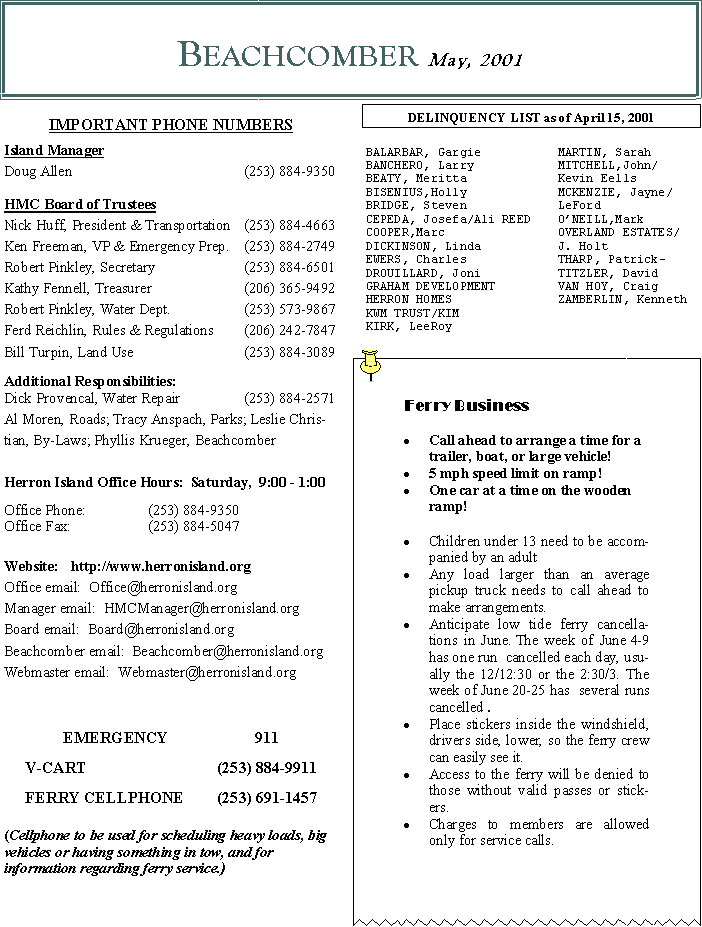 BEACHCOMBER May, 2001
IMPORTANT PHONE NUMBERS
Island Manager
Doug Allen (253) 884-9350
HMC Board of Trustees
Nick Huff, President & Transportation (253) 884-4663
Ken Freeman, VP & Emergency Prep. (253) 884-2749
Robert Pinkley, Secretary (253) 884-6501
Kathy Fennell, Treasurer (206) 365-9492
Robert Pinkley, Water Dept. (253) 573-9867
Ferd Reichlin, Rules & Regulations (206) 242-7847
Bill Turpin, Land Use (253) 884-3089
Additional Responsibilities:
Dick Provencal, Water Repair (253) 884-2571
Al Moren, Roads; Tracy Anspach, Parks; Leslie Chris-
tian, By-Laws; Phyllis Krueger, Beachcomber
Herron Island Office Hours: Saturday, 9:00 - 1:00
Office Phone: (253) 884-9350
Office Fax: (253) 884-5047
Website: http://www.herronisland.org
Office email: Office@herronisland.org
Manager email: HMCManager@herronisland.org
Board email: Board@herronisland.org
Beachcomber email: Beachcomber@herronisland.org
Webmaster email: Webmaster@herronisland.org
EMERGENCY 911
V-CART (253) 884-9911
FERRY CELLPHONE (253) 691-1457
(Cellphone to be used for scheduling heavy loads, big
vehicles or having something in tow, and for
information regarding ferry service.)
DELINQUENCY LIST as of April 15, 2001
BALARBAR, Gargie
BANCHERO, Larry
BEATY, Meritta
BISENIUS,Holly
BRIDGE, Steven
CEPEDA, Josefa/Ali REED
COOPER,Marc
DICKINSON, Linda
EWERS, Charles
DROUILLARD, Joni
GRAHAM DEVELOPMENT
HERRON HOMES
KWM TRUST/KIM
KIRK, LeeRoy
MARTIN, Sarah
MITCHELL,John/
Kevin Eells
MCKENZIE, Jayne/
LeFord
O'NEILL,Mark
OVERLAND ESTATES/
J. Holt
THARP, Patrick-
TITZLER, David
VAN HOY, Craig
ZAMBERLIN, Kenneth
Ferry Business
• Call ahead to arrange a time for a
trailer, boat, or large vehicle!
• 5 mph speed limit on ramp!
• One car at a time on the wooden
ramp!
• Children under 13 need to be accom-
panied by an adult
• Any load larger than an average
pickup truck needs to call ahead to
make arrangements.
• Anticipate low tide ferry cancella-
tions in June. The week of June 4-9
has one run cancelled each day, usu-
ally the 12/12:30 or the 2:30/3. The
week of June 20-25 has several runs
cancelled .
• Place stickers inside the windshield,
drivers side, lower, so the ferry crew
can easily see it.
• Access to the ferry will be denied to
those without valid passes or stick-
ers.
• Charges to members are allowed
only for service calls.